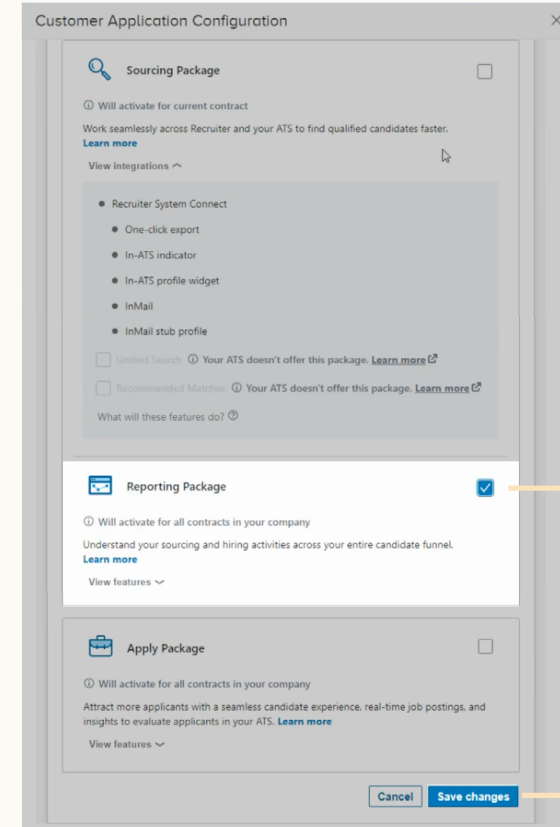 Customer Application Configuration
Sourcing Package
Will activate for current contract
Work seamlessly across Recruiter and your ATS to find qualified candidates faster.
Learn more
View integrations
Recruiter System Connect
One-click export
In-ATS indicator
In-ATS profile widget
InMail
InMail stub profile
Unified Search Your ATS doesn't offer this package. Learn more
Recommended Matches Your ATS doesn't offer this package. Learn more
What will these features do?
Reporting Package
Will activate for all contracts in your company
Understand your sourcing and hiring activities across your entire candidate funnel.
Learn more
View features
Apply Package
Will activate for all contracts in your company
Attract more applicants with a seamless candidate experience, real-time job postings, and
insights to evaluate applicants in your ATS. Learn more
View features
Cancel Save changes